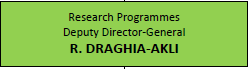 Research Programmes
Deputy Director-General
R. DRAGHIA-AKLI